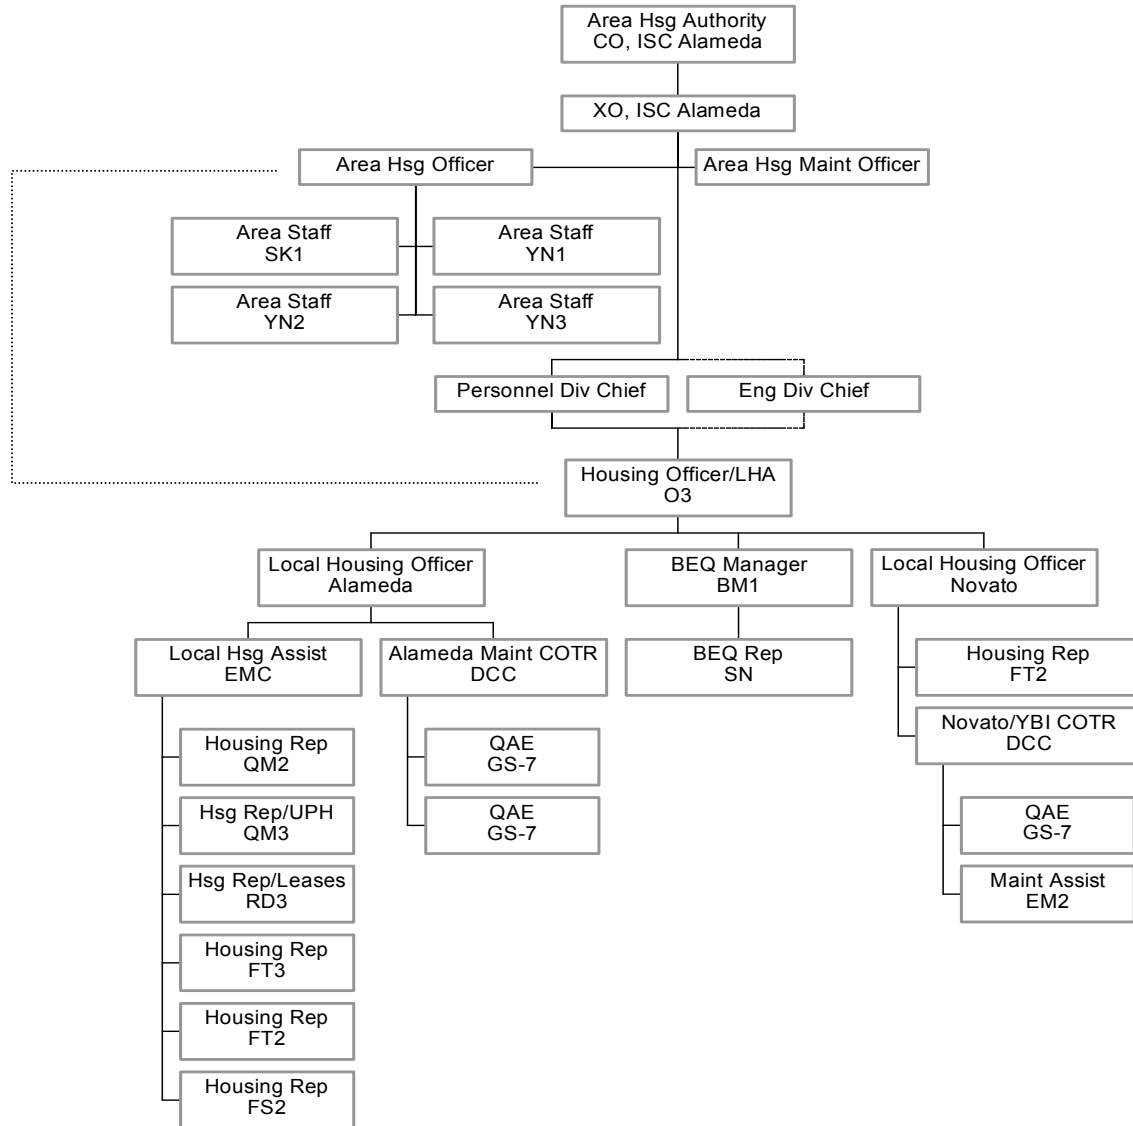 Area Hsg Authority
CO, ISC Alameda
XO, ISC Alameda
Area Hsg Officer
Area Hsg Maint Officer
Area Staff
SK1
Area Staff
YN1
Area Staff
YN2
Area Staff
YN3
Personnel Div Chief
Eng Div Chief
Housing Officer/LHA
O3
Local Housing Officer
Alameda
BEQ Manager
BM1
Local Housing Officer
Novato
Local Hsg Assist
EMC
Alameda Maint COTR
DCC
BEQ Rep
SN
Housing Rep
FT2
Novato/YBI COTR
DCC
Housing Rep
QM2
QAE
GS-7
Hsg Rep/UPH
QM3
QAE
GS-7
QAE
GS-7
Hsg Rep/Leases
RD3
Maint Assist
EM2
Housing Rep
FT3
Housing Rep
FT2
Housing Rep
FS2